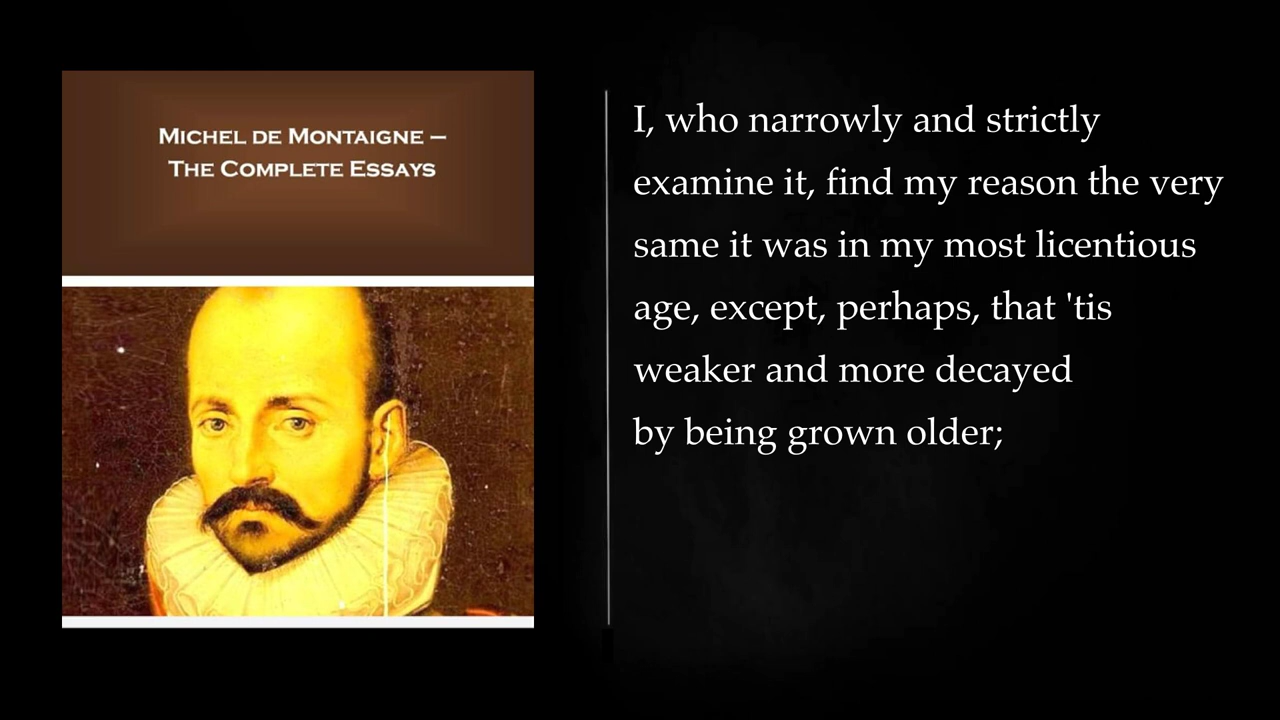 MICHEL DE MONTAIGNE –
THE COMPLETE ESSAYS
I, who narrowly and strictly
examine it, find my reason the very
same it was in my most licentious
age, except, perhaps, that 'tis
weaker and more decayed
by being grown older;